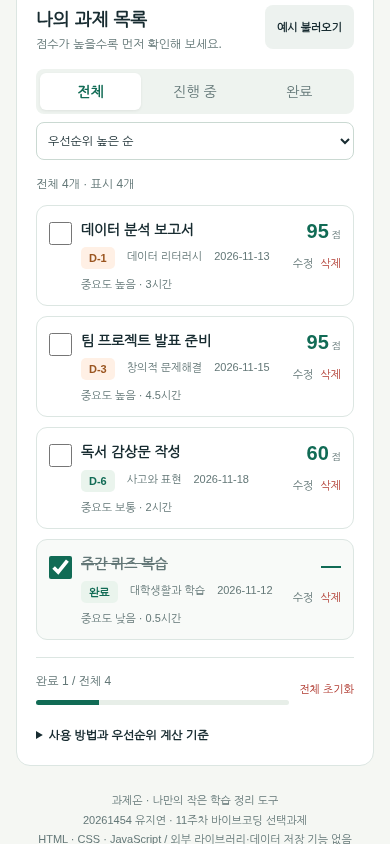 나의 과제 목록
점수가 높을수록 먼저 확인해 보세요.
예시 불러오기
전체
진행 중
완료
우선순위 높은 순
전체 4개 · 표시 4개
데이터 분석 보고서
95 점
D-1 데이터 리터러시 2026-11-13
수정 삭제
중요도 높음 · 3시간
팀 프로젝트 발표 준비
95 점
D-3 창의적 문제해결 2026-11-15
수정 삭제
중요도 높음 · 4.5시간
독서 감상문 작성
60 점
D-6 사고와 표현 2026-11-18
수정 삭제
중요도 보통 · 2시간
주간 퀴즈 복습
—
완료 대학생활과 학습 2026-11-12
수정 삭제
중요도 낮음 · 0.5시간
완료 1 / 전체 4
전체 초기화
▶ 사용 방법과 우선순위 계산 기준
과제온 · 나만의 작은 학습 정리 도구
20261454 유지연 · 11주차 바이브코딩 선택과제
HTML · CSS · JavaScript / 외부 라이브러리·데이터 저장 기능 없음